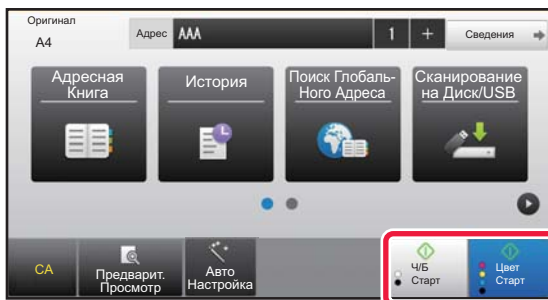 Оригинал
A4
Адрес AAA 1 + Сведения
Адресная
Книга
История
Поиск Глобаль-
Ного Адреса
Сканирование
на Диск/USB
CA
Предварит.
Просмотр
Авто
Настройка
Ч/Б
Старт
Цвет
Старт